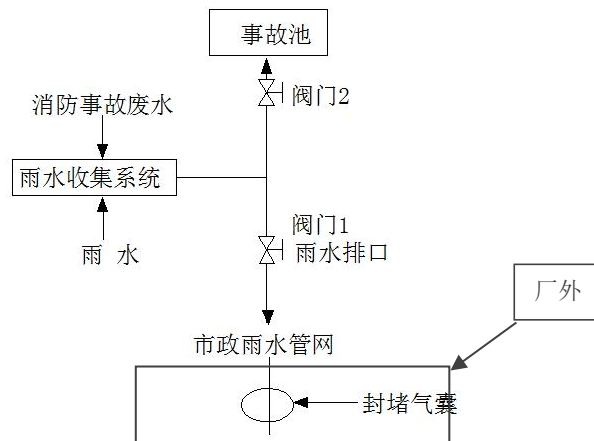 事故池
阀门2
消防事故废水
雨水收集系统
雨 水
阀门1
雨水排口
厂外
市政雨水管网
封堵气囊